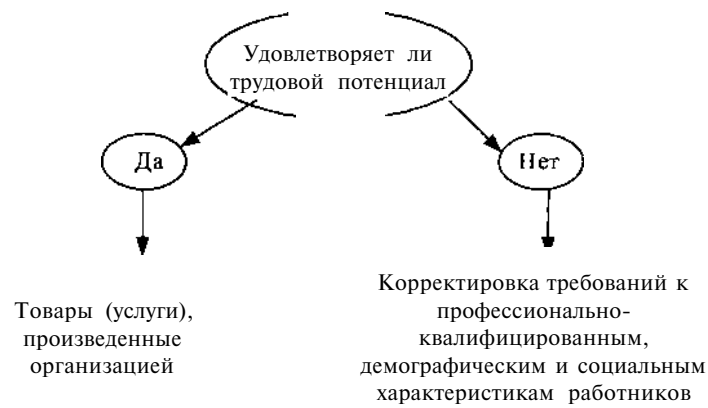 Удовлетворяет ли
трудовой потенциал
Да
Нет
Товары (услуги),
произведенные
организацией
Корректировка требований к
профессионально-
квалифицированным,
демографическим и социальным
характеристикам работников